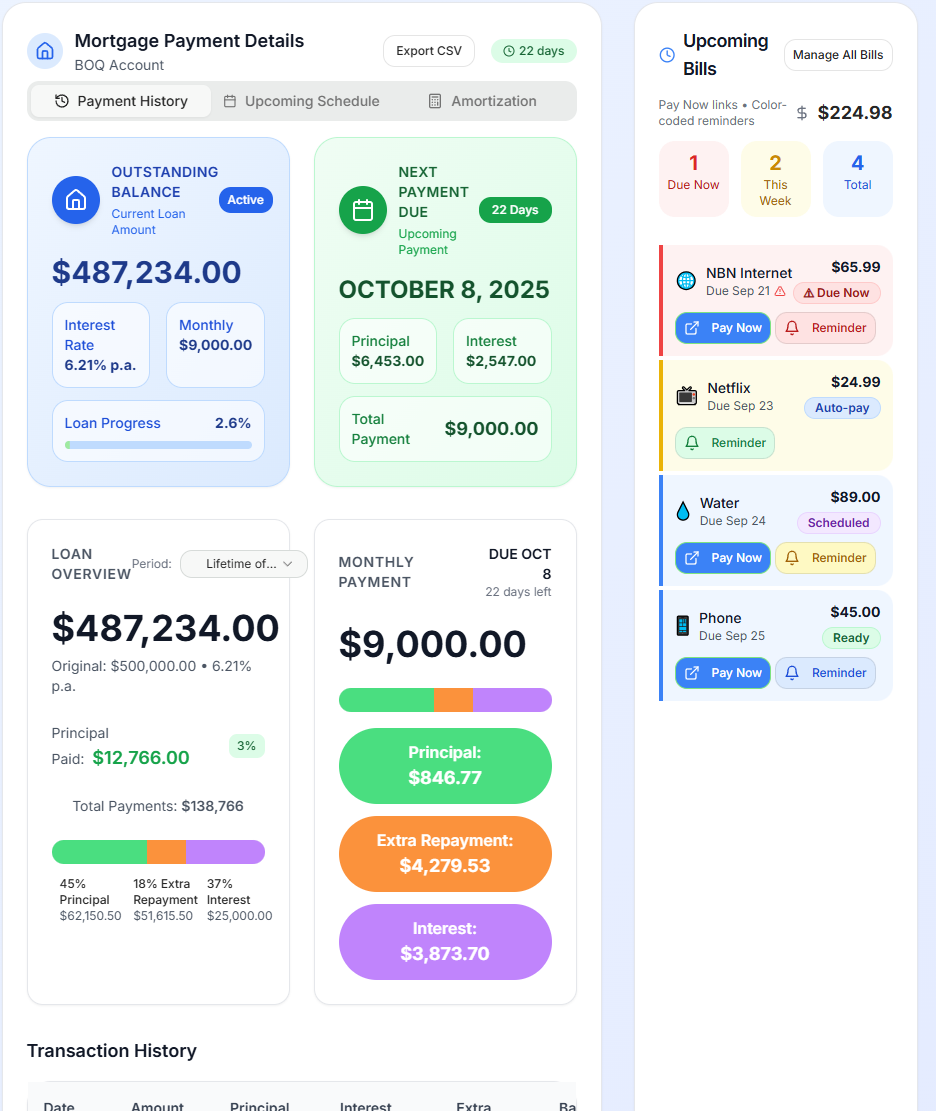 Mortgage Payment Details
BOQ Account
Export CSV
22 days
Payment History
Upcoming Schedule
Amortization
OUTSTANDING
BALANCE
Current Loan
Amount
Active
$487,234.00
Interest
Rate
6.21% p.a.
Monthly
$9,000.00
Loan Progress
2.6%
NEXT
PAYMENT
DUE
Upcoming
Payment
22 Days
OCTOBER 8, 2025
Principal
$6,453.00
Interest
$2,547.00
Total
Payment
$9,000.00
LOAN
OVERVIEW
Period:
Lifetime of...
$487,234.00
Original: $500,000.00 • 6.21%
p.a.
Principal
Paid: $12,766.00
3%
Total Payments: $138,766
45%
Principal
$62,150.50
18% Extra
Repayment
$51,615.50
37%
Interest
$25,000.00
MONTHLY
PAYMENT
DUE OCT
8
22 days left
$9,000.00
Principal:
$846.77
Extra Repayment:
$4,279.53
Interest:
$3,873.70
Transaction History
Date
Amount
Principal
Interest
Extra
Ba
Upcoming
Bills
Manage All Bills
Pay Now links • Color-
coded reminders
$ $224.98
1
Due Now
2
This
Week
4
Total
NBN Internet
Due Sep 21
$65.99
Due Now
Pay Now
Reminder
Netflix
Due Sep 23
$24.99
Auto-pay
Reminder
Water
Due Sep 24
$89.00
Scheduled
Pay Now
Reminder
Phone
Due Sep 25
$45.00
Ready
Pay Now
Reminder